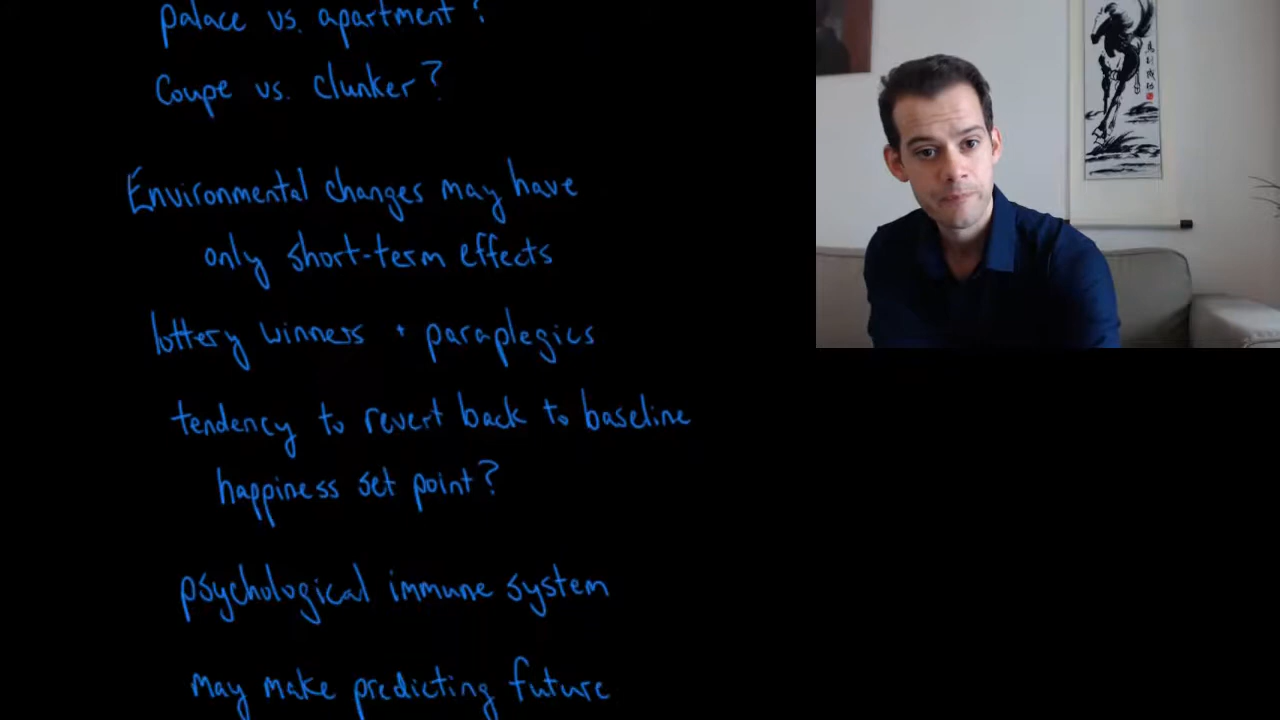 palace vs. apartment?
Coupe vs. clunker?
Environmental changes may have
only short-term effects
lottery winners + paraplegics
tendency to revert back to baseline
happiness set point?
psychological immune system
may make predicting future